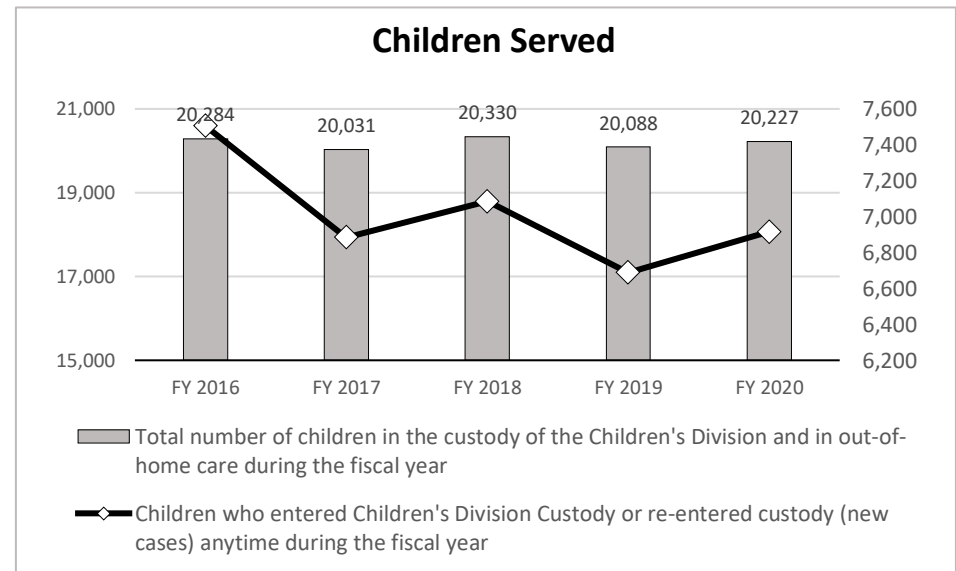 Children Served
21,000
19,000
17,000
15,000
20,284
20,031
20,330
20,088
20,227
7,600
7,400
7,200
7,000
6,800
6,600
6,400
6,200
FY 2016
FY 2017
FY 2018
FY 2019
FY 2020
Total number of children in the custody of the Children's Division and in out-of-
home care during the fiscal year
Children who entered Children's Division Custody or re-entered custody (new
cases) anytime during the fiscal year